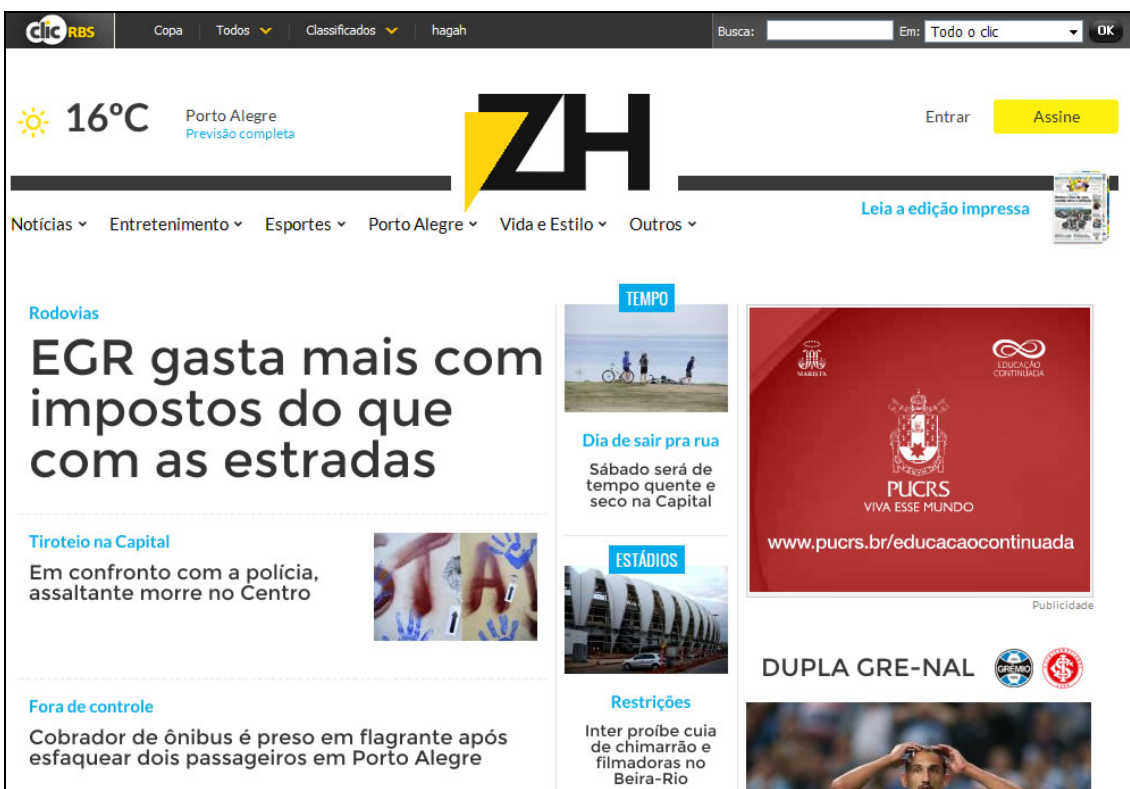 clic RBS
Copa
Todos
Classificados
hagah
Busca:
Em:
Todo o clic
OK
16ºC
Porto Alegre
Previsão completa
ZH
Entrar
Assine
Notícias
Entretenimento
Esportes
Porto Alegre
Vida e Estilo
Outros
Leia a edição impressa
Rodovias
EGR gasta mais com
impostos do que
com as estradas
Tiroteio na Capital
Em confronto com a polícia,
assaltante morre no Centro
Fora de controle
Cobrador de ônibus é preso em flagrante após
esfaquear dois passageiros em Porto Alegre
TEMPO
Dia de sair pra rua
Sábado será de
tempo quente e
seco na Capital
ESTÁDIOS
Restrições
Inter proíbe cuia
de chimarrão e
filmadoras no
Beira-Rio
MARISTA
EDUCAÇÃO
CONTINUADA
PUCRS
VIVA ESSE MUNDO
www.pucrs.br/educacaocontinuada
Publicidade
DUPLA GRE-NAL
GRÊMIO